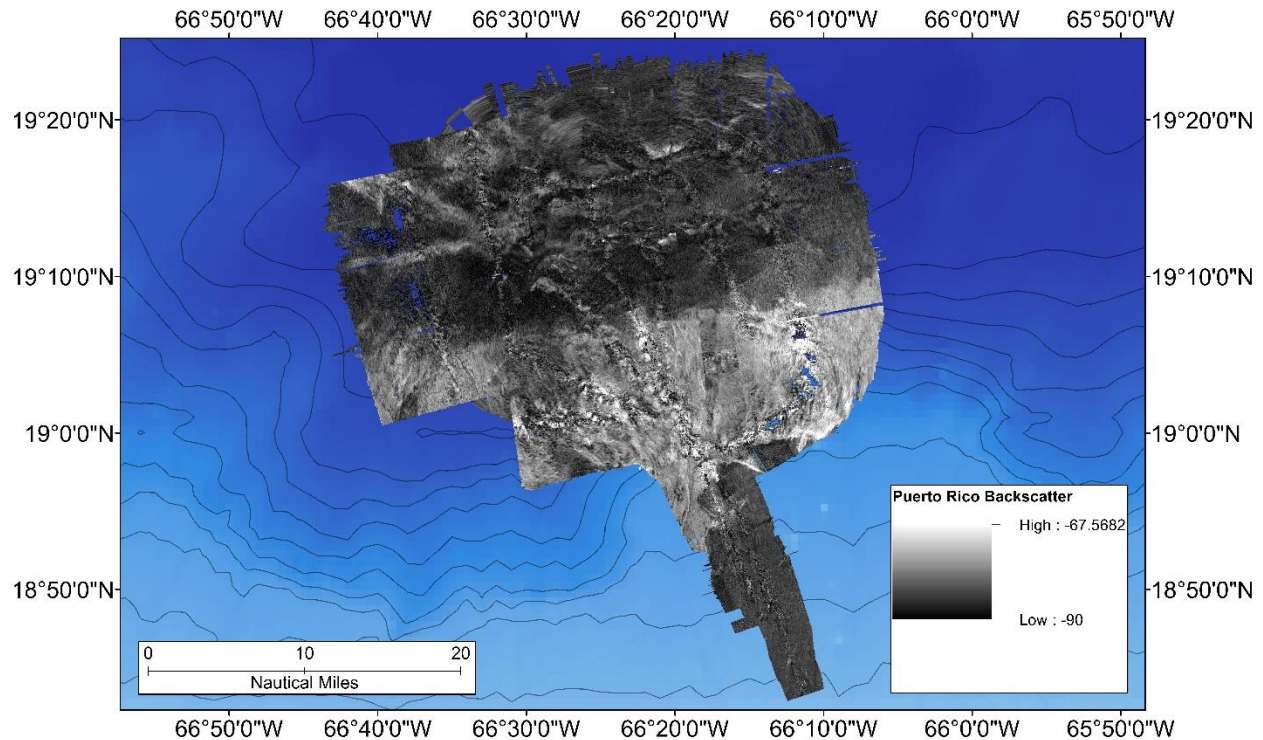 66°50'0"W 66°40'0"W 66°30'0"W 66°20'0"W 66°10'0"W 66°0'0"W 65°50'0"W
19°20'0"N 19°20'0"N
19°10'0"N 19°10'0"N
19°0'0"N 19°0'0"N
Puerto Rico Backscatter
High : -67.5682
18°50'0"N 18°50'0"N
Low : -90
0 10 20
Nautical Miles
66°50'0"W 66°40'0"W 66°30'0"W 66°20'0"W 66°10'0"W 66°0'0"W 65°50'0"W